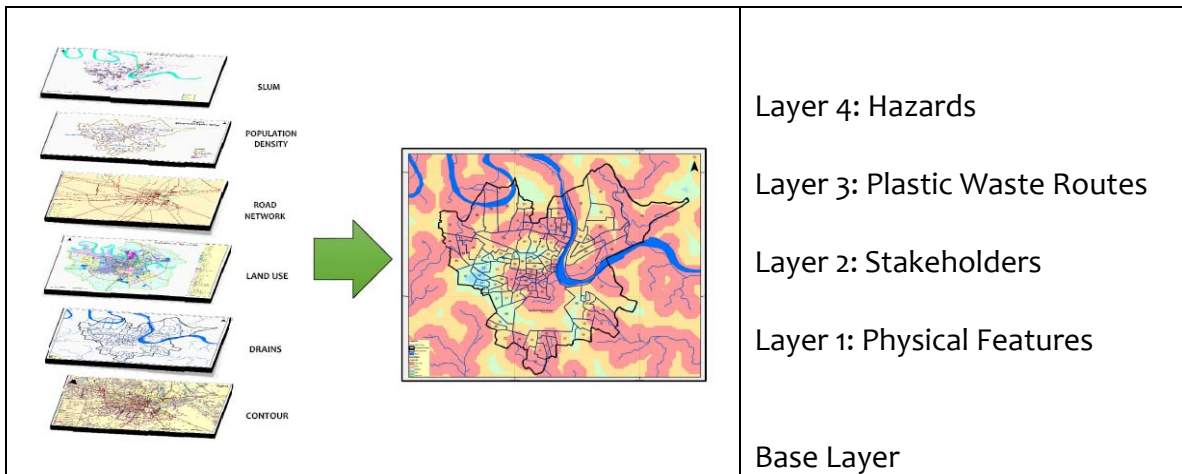 SLUM
POPULATION
DENSITY
ROAD
NETWORK
LAND USE
DRAINS
CONTOUR
Layer 4: Hazards
Layer 3: Plastic Waste Routes
Layer 2: Stakeholders
Layer 1: Physical Features
Base Layer